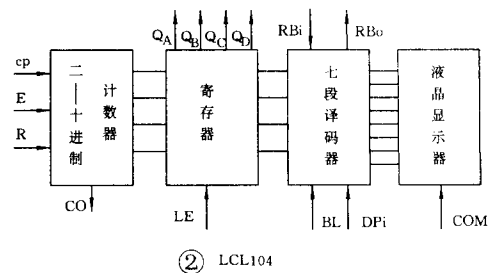 QA QB QC QD RBi RBo
cp
E
R
二—十进制
计数器
寄存器
七段译码器
液晶显示器
CO LE BL DPi COM
② LCL104